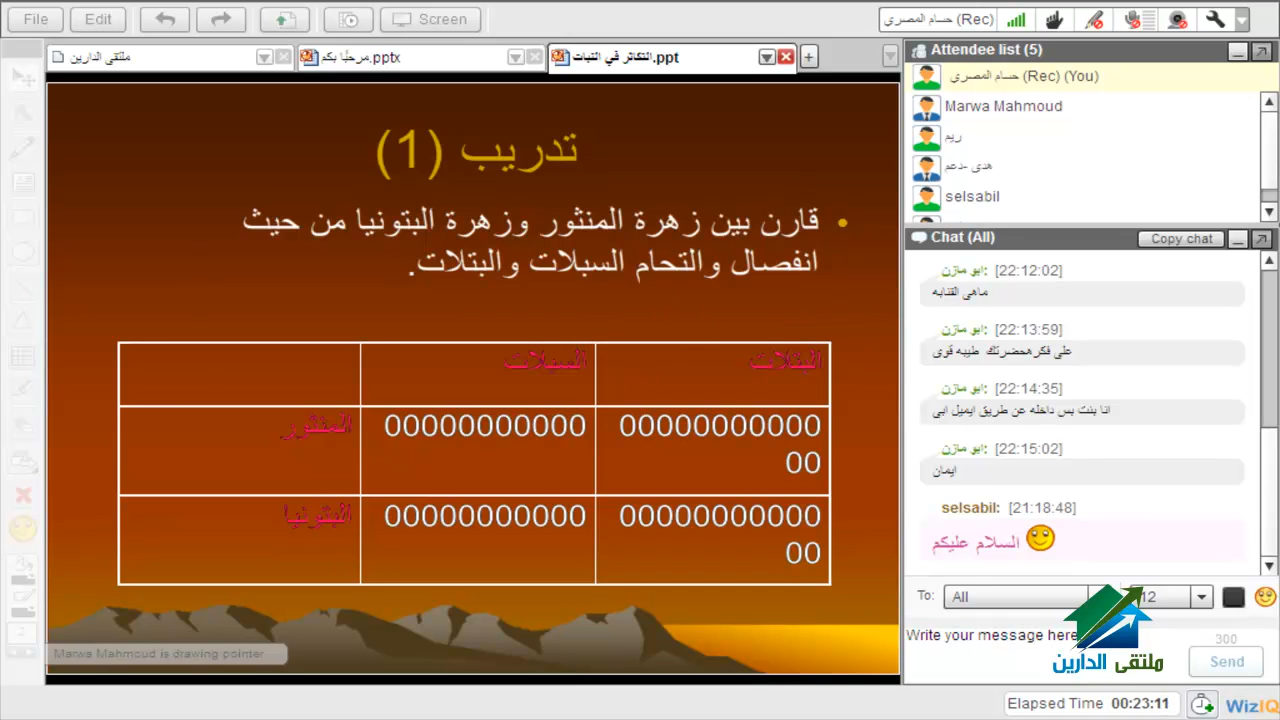 File
Edit
Screen
حسام المصري (Rec)
ملتقى الدارين
مرحبًا بكم.pptx
التكاثر في النبات.ppt
تدريب (1)
قارن بين زهرة المنثور وزهرة البتونيا من حيث
انفصال والتحام السبلات والبتلات.
السبلات
البتلات
المنثور
00000000000
00000000000
00
البتونيا
00000000000
00000000000
00
Marwa Mahmoud is drawing pointer
Attendee list (5)
حسام المصري (Rec) (You)
Marwa Mahmoud
ريم
هدى -دعم
selsabil
Chat (All)
Copy chat
ابو مازن: [22:12:02]
ماهى القنابه
ابو مازن: [22:13:59]
على فكرهحضرتك طيبه قوى
ابو مازن: [22:14:35]
انا بنت بس داخله عن طريق ايميل ابى
ابو مازن: [22:15:02]
ايمان
selsabil: [21:18:48]
السلام عليكم
To:
All
12
Write your message here
300
Send
ملتقى الدارين
Elapsed Time 00:23:11
WizIQ